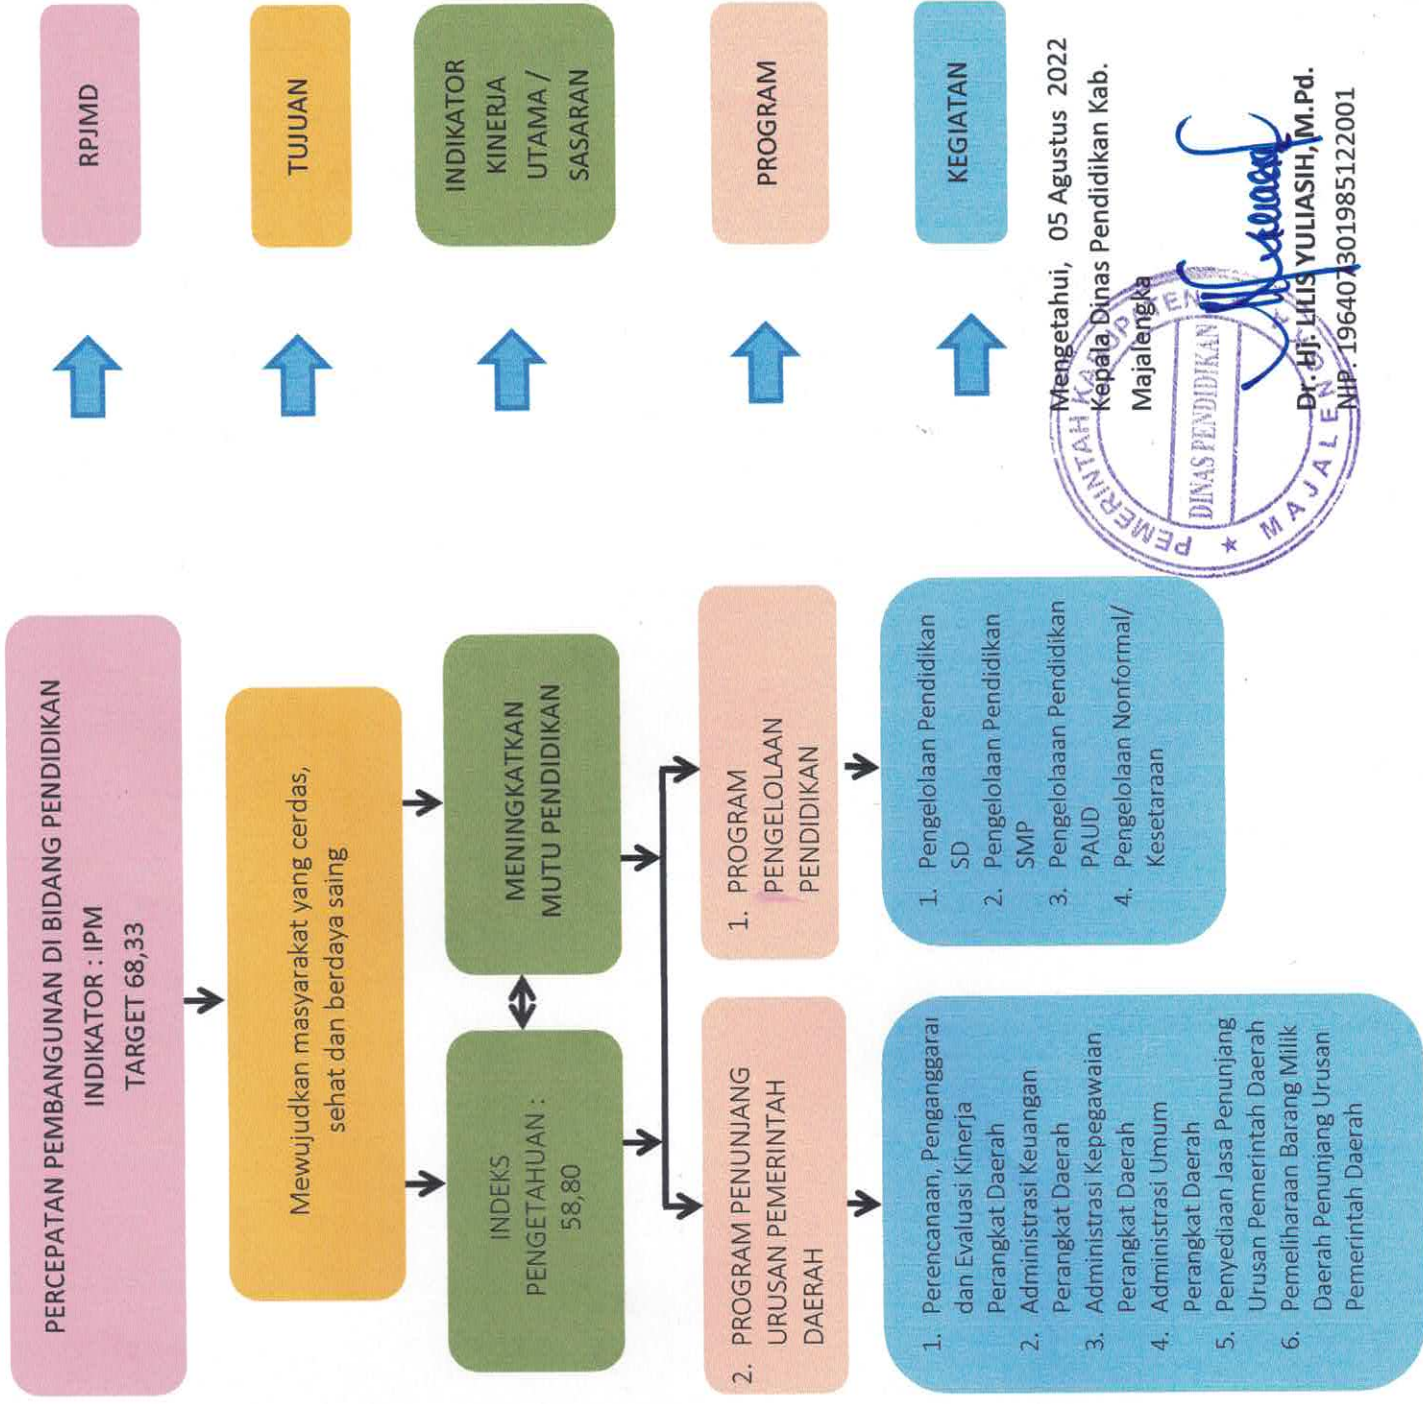 PERCEPATAN PEMBANGUNAN DI BIDANG PENDIDIKAN
INDIKATOR : IPM
TARGET 68,33
RPJMD
Mewujudkan masyarakat yang cerdas,
sehat dan berdaya saing
TUJUAN
INDEKS
PENGETAHUAN :
58,80
MENINGKATKAN
MUTU PENDIDIKAN
INDIKATOR
KINERJA
UTAMA /
SASARAN
2. PROGRAM PENUNJANG
URUSAN PEMERINTAH
DAERAH
1. PROGRAM
PENGELOLAAN
PENDIDIKAN
PROGRAM
1. Perencanaan, Penganggaraı
dan Evaluasi Kinerja
Perangkat Daerah
2. Administrasi Keuangan
Perangkat Daerah
3. Administrasi Kepegawaian
Perangkat Daerah
4. Administrasi Umum
Perangkat Daerah
5. Penyediaan Jasa Penunjang
Urusan Pemerintah Daerah
6. Pemeliharaan Barang Milik
Daerah Penunjang Urusan
Pemerintah Daerah
1. Pengelolaan Pendidikan
SD
2. Pengelolaan Pendidikan
SMP
3. Pengelolaaan Pendidikan
PAUD
4. Pengelolaan Nonformal/
Kesetaraan
KEGIATAN
Mengetahui, 05 Agustus 2022
Kepala Dinas Pendidikan Kab.
Majalengka
PEMERINTAH KABUPATEN
DINAS PENDIDIKAN
MAJALENGKA
Dr. Hj. LILIS YULIASIH, M.Pd.
NIP. 196407301985122001